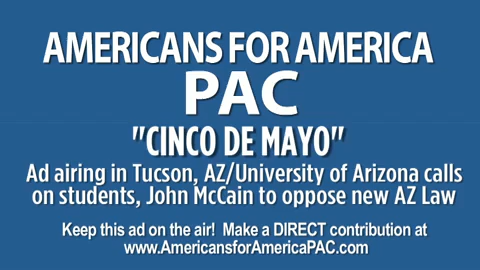 AMERICANS FOR AMERICA
PAC
"CINCO DE MAYO"
Ad airing in Tucson, AZ/University of Arizona calls
on students, John McCain to oppose new AZ Law
Keep this ad on the air!  Make a DIRECT contribution at
www.AmericansforAmericaPAC.com